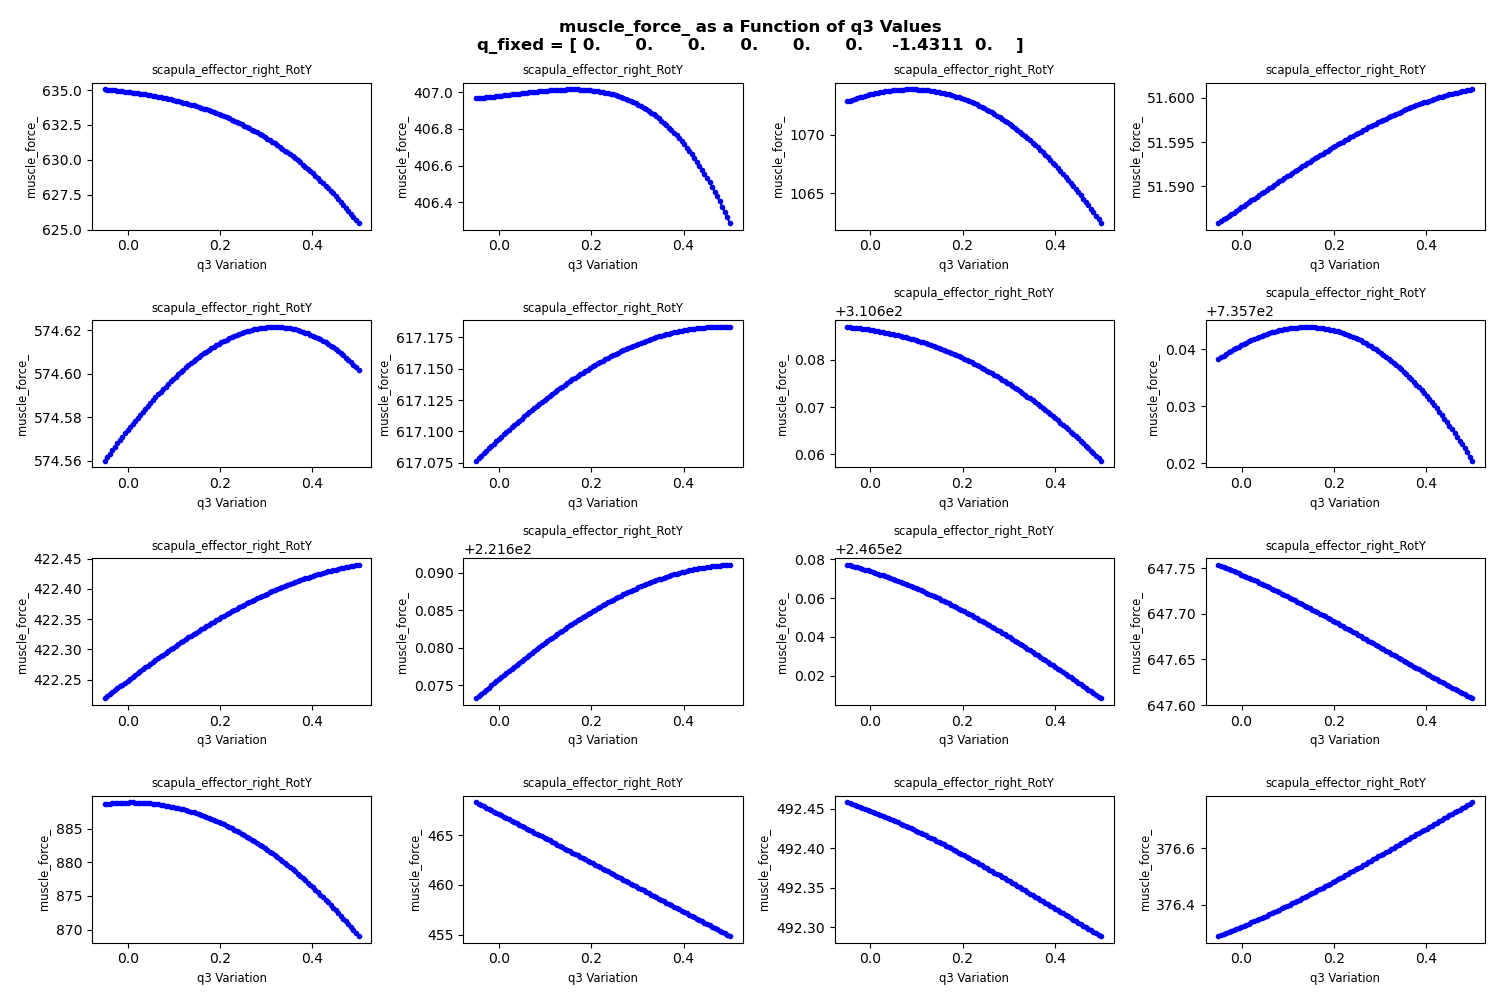 muscle_force_ as a Function of q3 Values
q_fixed = [ 0. 0. 0. 0. 0. 0. -1.4311 0. ]
scapula_effector_right_RotY
muscle_force_
635.0
632.5
630.0
627.5
625.0
0.0 0.2 0.4
q3 Variation
scapula_effector_right_RotY
muscle_force_
407.0
406.8
406.6
406.4
0.0 0.2 0.4
q3 Variation
scapula_effector_right_RotY
muscle_force_
1070
1065
0.0 0.2 0.4
q3 Variation
scapula_effector_right_RotY
muscle_force_
51.600
51.595
51.590
0.0 0.2 0.4
q3 Variation
scapula_effector_right_RotY
muscle_force_
574.62
574.60
574.58
574.56
0.0 0.2 0.4
q3 Variation
scapula_effector_right_RotY
muscle_force_
617.175
617.150
617.125
617.100
617.075
0.0 0.2 0.4
q3 Variation
scapula_effector_right_RotY
+3.106e2
muscle_force_
0.08
0.07
0.06
0.0 0.2 0.4
q3 Variation
scapula_effector_right_RotY
+7.357e2
muscle_force_
0.04
0.03
0.02
0.0 0.2 0.4
q3 Variation
scapula_effector_right_RotY
muscle_force_
422.45
422.40
422.35
422.30
422.25
0.0 0.2 0.4
q3 Variation
scapula_effector_right_RotY
+2.216e2
muscle_force_
0.090
0.085
0.080
0.075
0.0 0.2 0.4
q3 Variation
scapula_effector_right_RotY
+2.465e2
muscle_force_
0.08
0.06
0.04
0.02
0.0 0.2 0.4
q3 Variation
scapula_effector_right_RotY
muscle_force_
647.75
647.70
647.65
647.60
0.0 0.2 0.4
q3 Variation
scapula_effector_right_RotY
muscle_force_
885
880
875
870
0.0 0.2 0.4
q3 Variation
scapula_effector_right_RotY
muscle_force_
465
460
455
0.0 0.2 0.4
q3 Variation
scapula_effector_right_RotY
muscle_force_
492.45
492.40
492.35
492.30
0.0 0.2 0.4
q3 Variation
scapula_effector_right_RotY
muscle_force_
376.6
376.4
0.0 0.2 0.4
q3 Variation